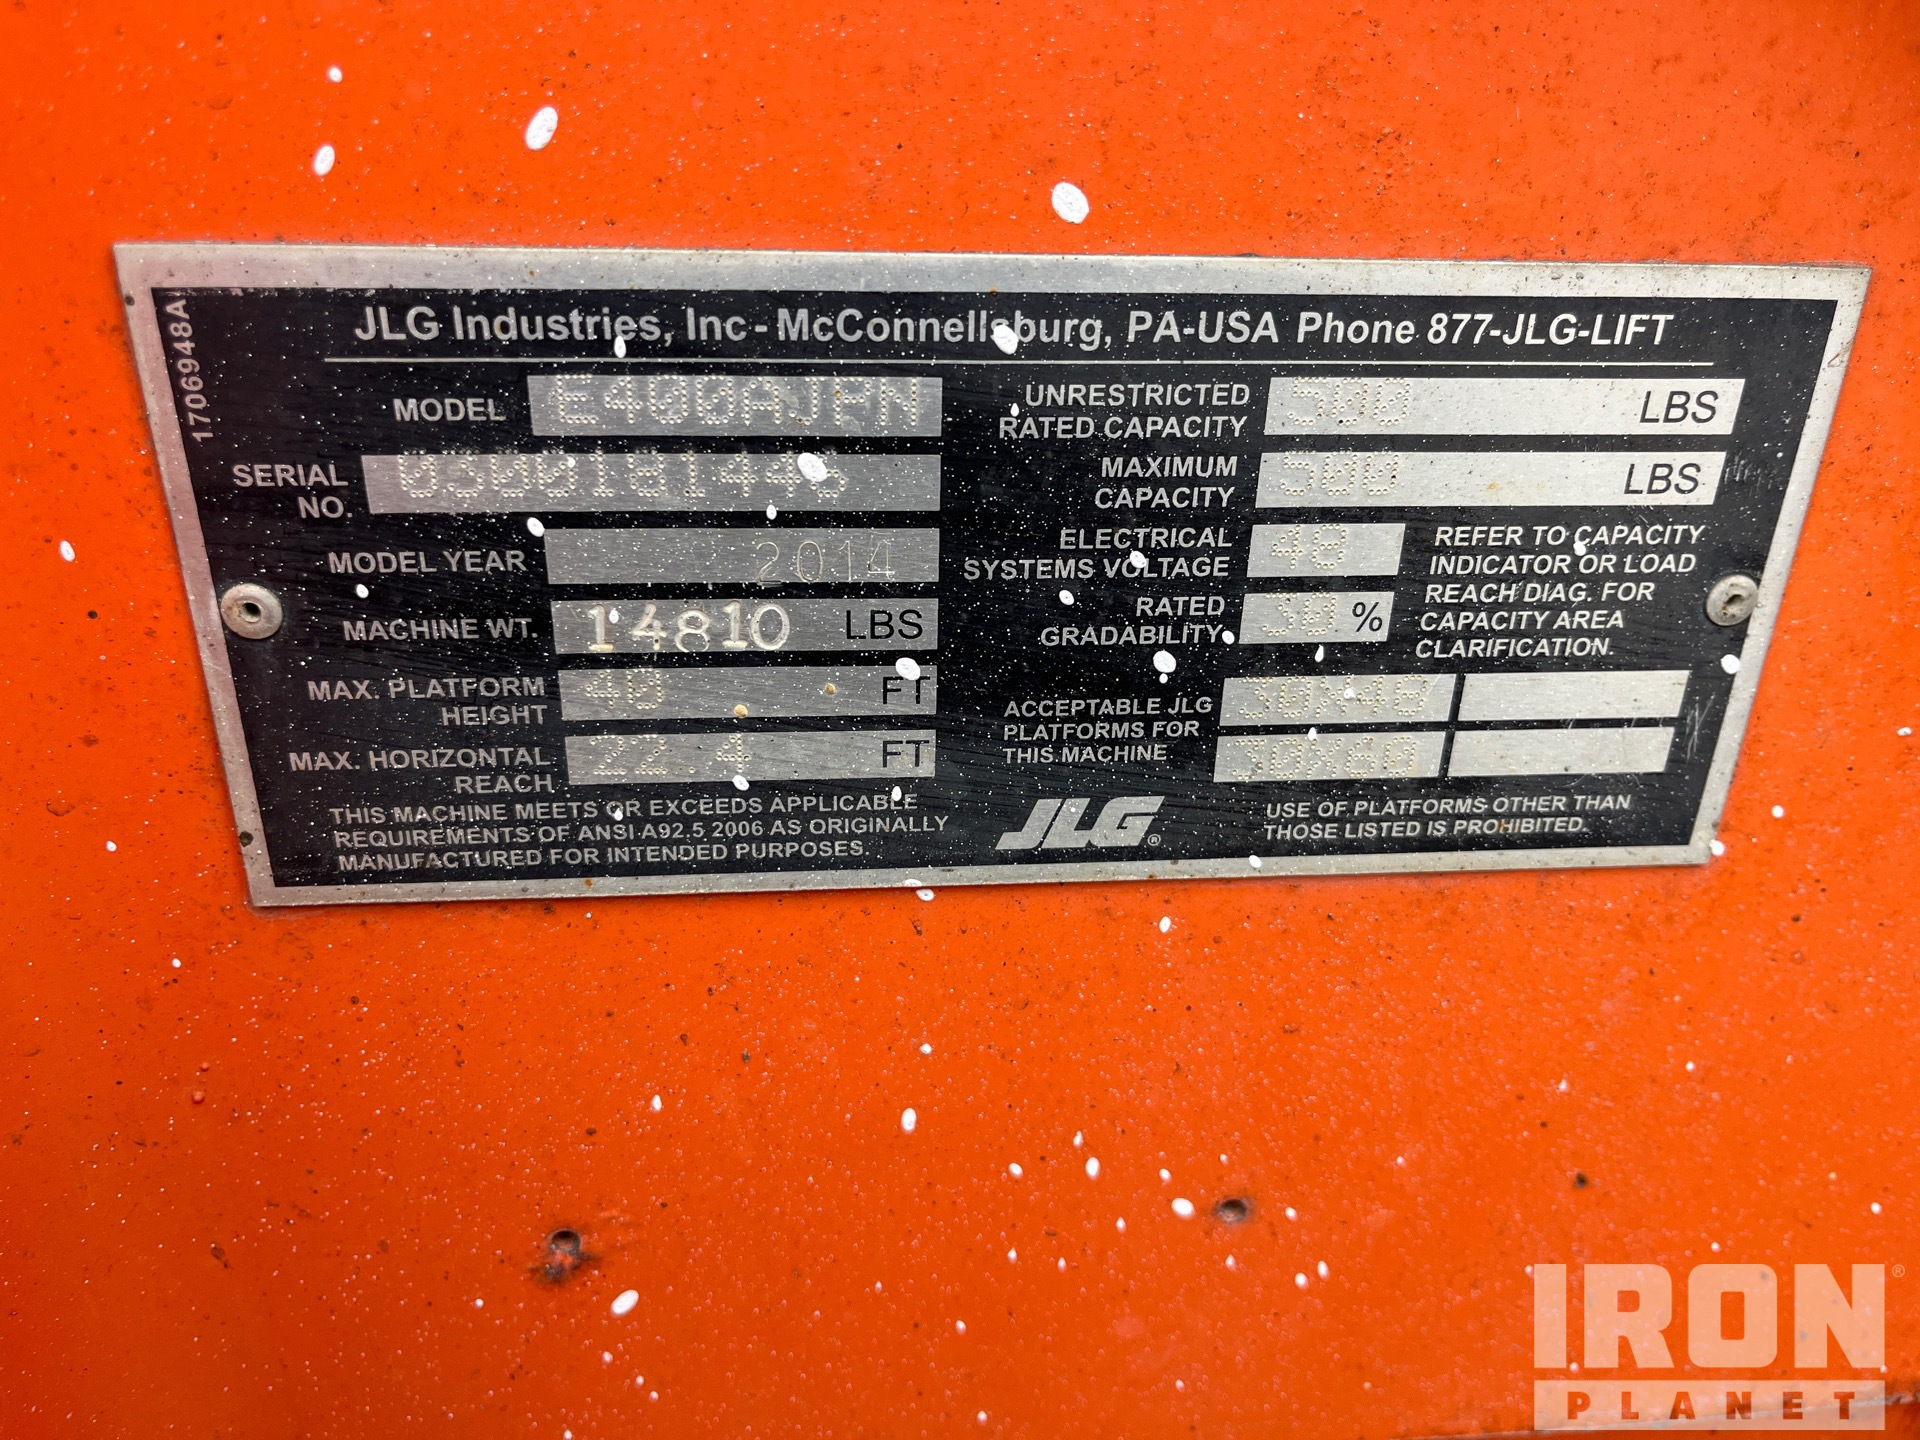 1706948A
JLG Industries, Inc - McConnellsburg, PA-USA Phone 877-JLG-LIFT
MODEL E400AJPN
SERIAL NO. 0300181446
MODEL YEAR 2014
MACHINE WT. 14810 LBS
MAX. PLATFORM HEIGHT 40 FT
MAX. HORIZONTAL REACH 22.4 FT
THIS MACHINE MEETS OR EXCEEDS APPLICABLE
REQUIREMENTS OF ANSI A92.5 2006 AS ORIGINALLY
MANUFACTURED FOR INTENDED PURPOSES.
UNRESTRICTED RATED CAPACITY 500 LBS
MAXIMUM CAPACITY 500 LBS
ELECTRICAL SYSTEMS VOLTAGE 48
RATED GRADABILITY 30 %
REFER TO CAPACITY
INDICATOR OR LOAD
REACH DIAG. FOR
CAPACITY AREA
CLARIFICATION.
ACCEPTABLE JLG
PLATFORMS FOR
THIS MACHINE
30X48
30X60
JLG®
USE OF PLATFORMS OTHER THAN
THOSE LISTED IS PROHIBITED.
IRON®
PLANET